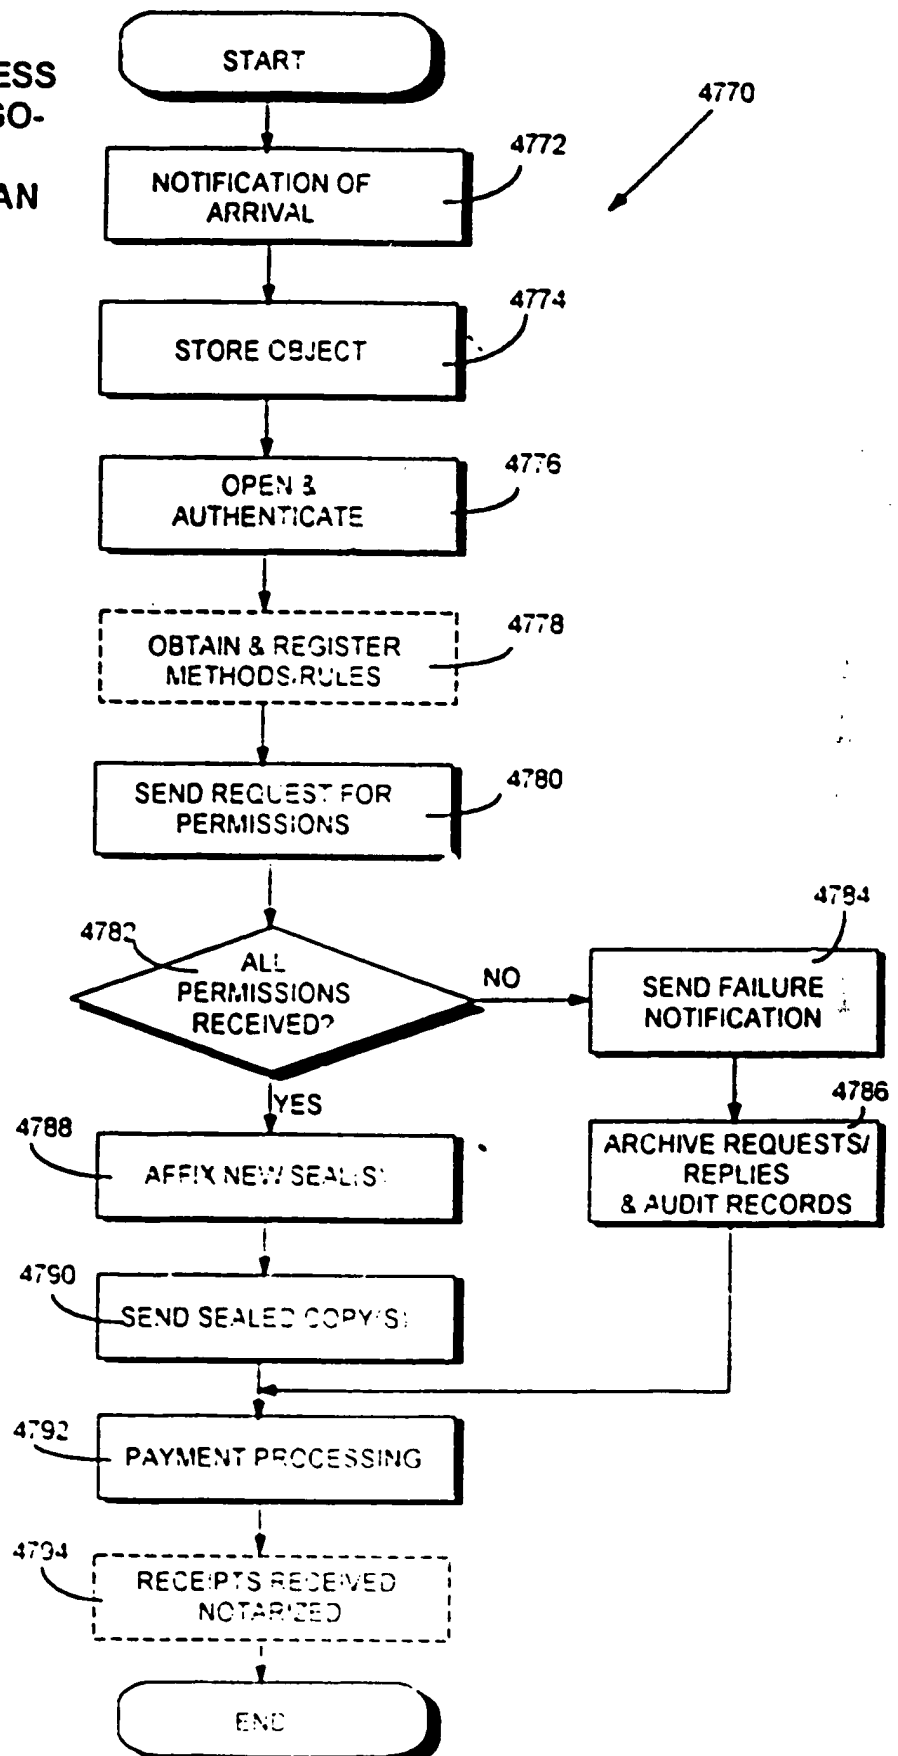 ESS
GO-
AN
START
4770
4772
NOTIFICATION OF
ARRIVAL
4774
STORE OBJECT
4776
OPEN &
AUTHENTICATE
4778
OBTAIN & REGISTER
METHODS/RULES
4780
SEND REQUEST FOR
PERMISSIONS
4782
ALL
PERMISSIONS
RECEIVED?
NO
4784
SEND FAILURE
NOTIFICATION
YES
4786
ARCHIVE REQUESTS/
REPLIES
& AUDIT RECORDS
4788
AFFIX NEW SEAL(S)
4790
SEND SEALED COPY(S)
4792
PAYMENT PROCESSING
4794
RECEIPTS RECEIVED
NOTARIZED
END